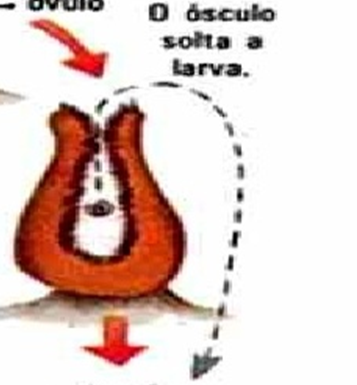 óvulo
O ósculo
solta a
larva.